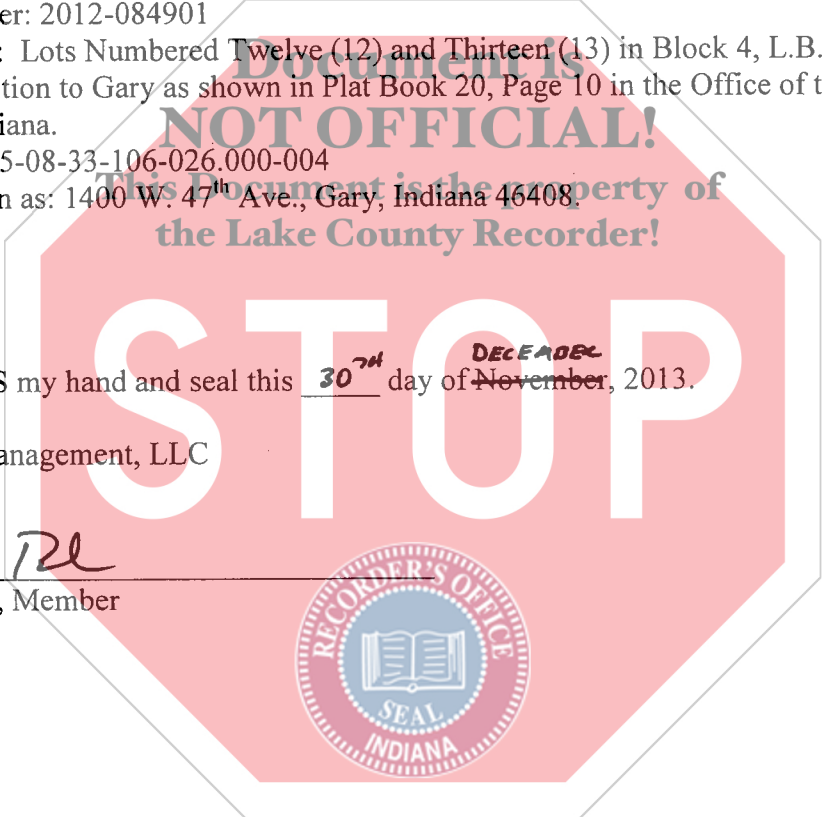 er: 2012-084901
: Lots Numbered Twelve (12) and Thirteen (13) in Block 4, L.B.
tion to Gary as shown in Plat Book 20, Page 10 in the Office of t
iana.
5-08-33-106-026.000-004
n as: 1400 W. 47th Ave., Gary, Indiana 46408.
Document is
NOT OFFICIAL!
This Document is the property of
the Lake County Recorder!
STOP
DECEMBER
S my hand and seal this 30TH day of November, 2013.
anagement, LLC
, Member
RECORDER'S OFFICE
SEAL
INDIANA